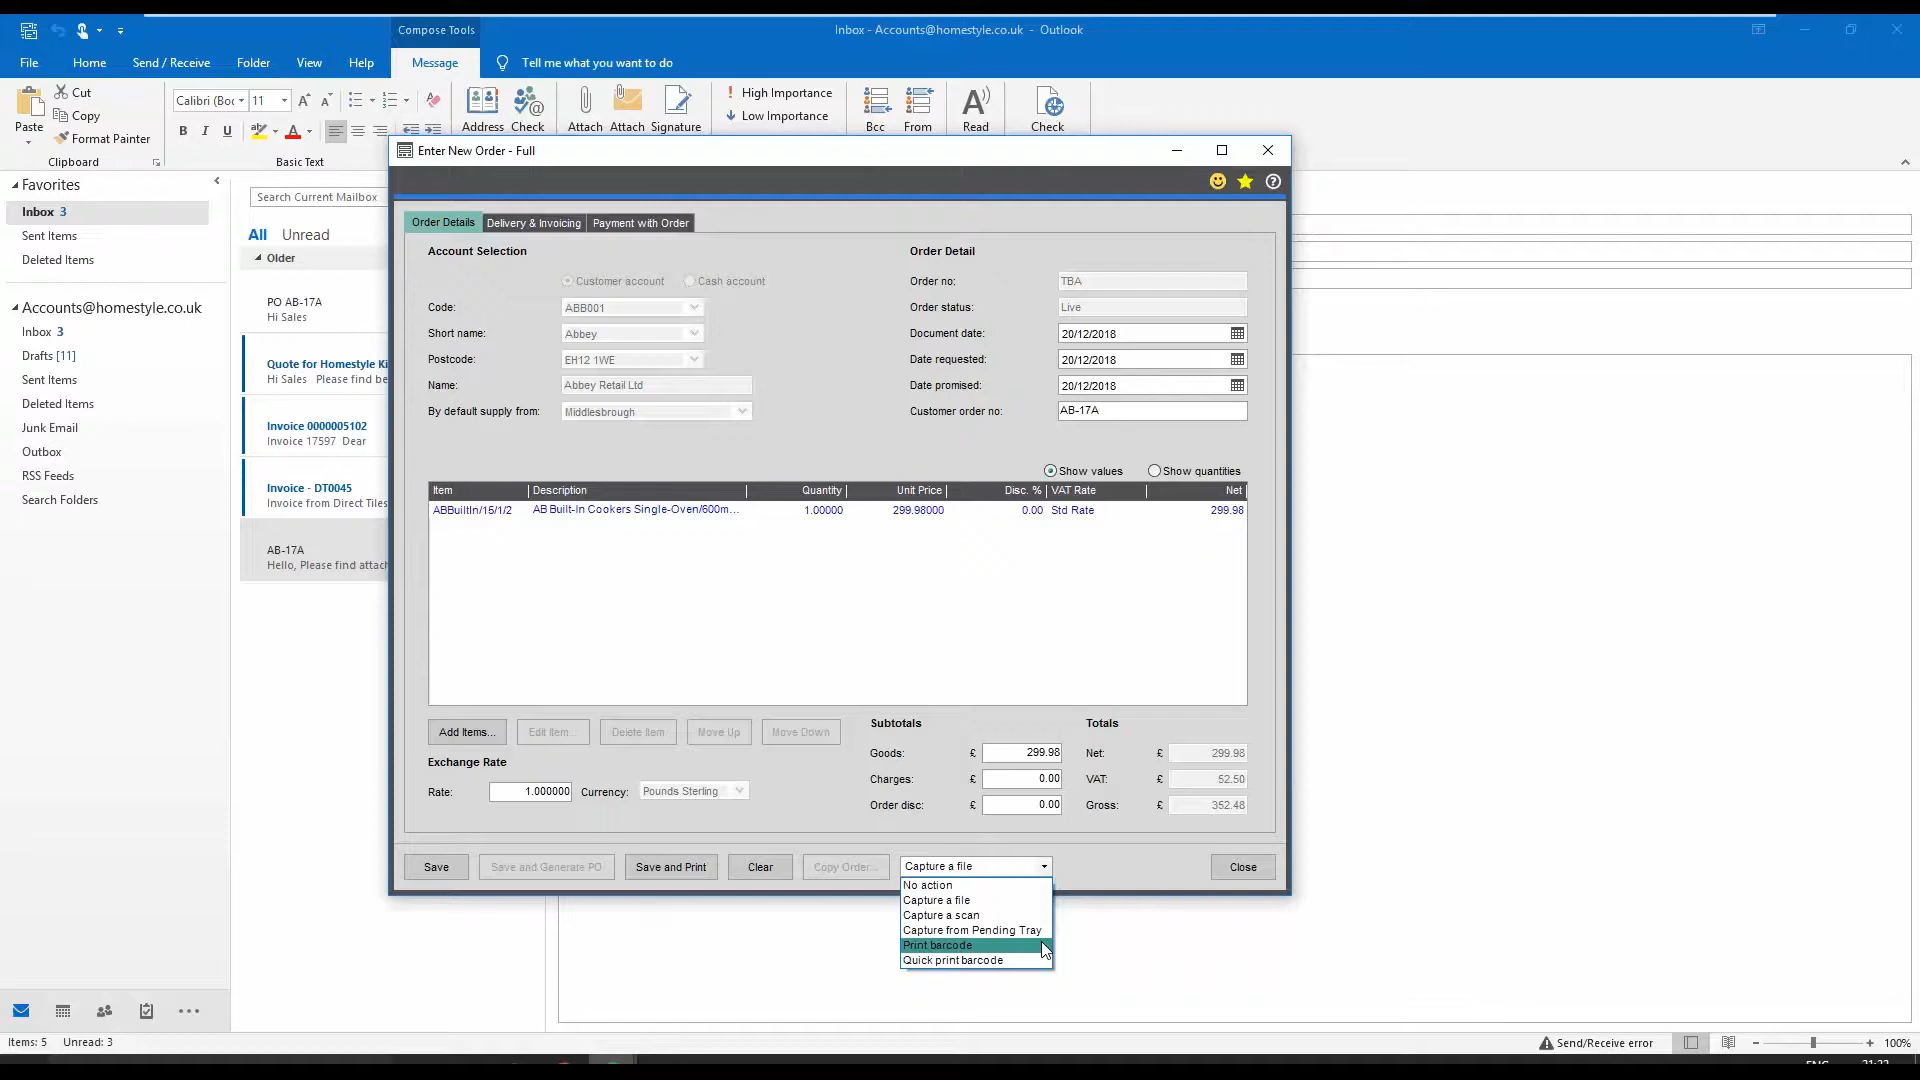 Compose Tools
Inbox - Accounts@homestyle.co.uk - Outlook
File Home Send / Receive Folder View Help Message Tell me what you want to do
Paste
Cut
Copy
Format Painter
Clipboard
Calibri (Boc 11
B I U
Basic Text
Address Check
Attach Attach Signature
High Importance
Low Importance
Bcc From
Read
Check
Favorites
Inbox 3
Sent Items
Deleted Items
Accounts@homestyle.co.uk
Inbox 3
Drafts [11]
Sent Items
Deleted Items
Junk Email
Outbox
RSS Feeds
Search Folders
Search Current Mailbox
All Unread
Older
PO AB-17A
Hi Sales
Quote for Homestyle Ki
Hi Sales Please find be
Invoice 0000005102
Invoice 17597 Dear
Invoice - DT0045
Invoice from Direct Tiles
AB-17A
Hello, Please find attach
Enter New Order - Full
Order Details Delivery & Invoicing Payment with Order
Account Selection
Customer account Cash account
Code: ABB001
Short name: Abbey
Postcode: EH12 1WE
Name: Abbey Retail Ltd
By default supply from: Middlesbrough
Order Detail
Order no: TBA
Order status: Live
Document date: 20/12/2018
Date requested: 20/12/2018
Date promised: 20/12/2018
Customer order no: AB-17A
Show values Show quantities
Item Description Quantity Unit Price Disc. % VAT Rate Net
ABBuiltIn/15/1/2 AB Built-In Cookers Single-Oven/600m... 1.00000 299.98000 0.00 Std Rate 299.98
Add Items... Edit Item... Delete Item Move Up Move Down
Exchange Rate
Rate: 1.000000 Currency: Pounds Sterling
Subtotals
Goods: £ 299.98
Charges: £ 0.00
Order disc: £ 0.00
Totals
Net: £ 299.98
VAT: £ 52.50
Gross: £ 352.48
Save Save and Generate PO Save and Print Clear Copy Order... Capture a file Close
No action
Capture a file
Capture a scan
Capture from Pending Tray
Print barcode
Quick print barcode
Items: 5 Unread: 3
Send/Receive error
100%